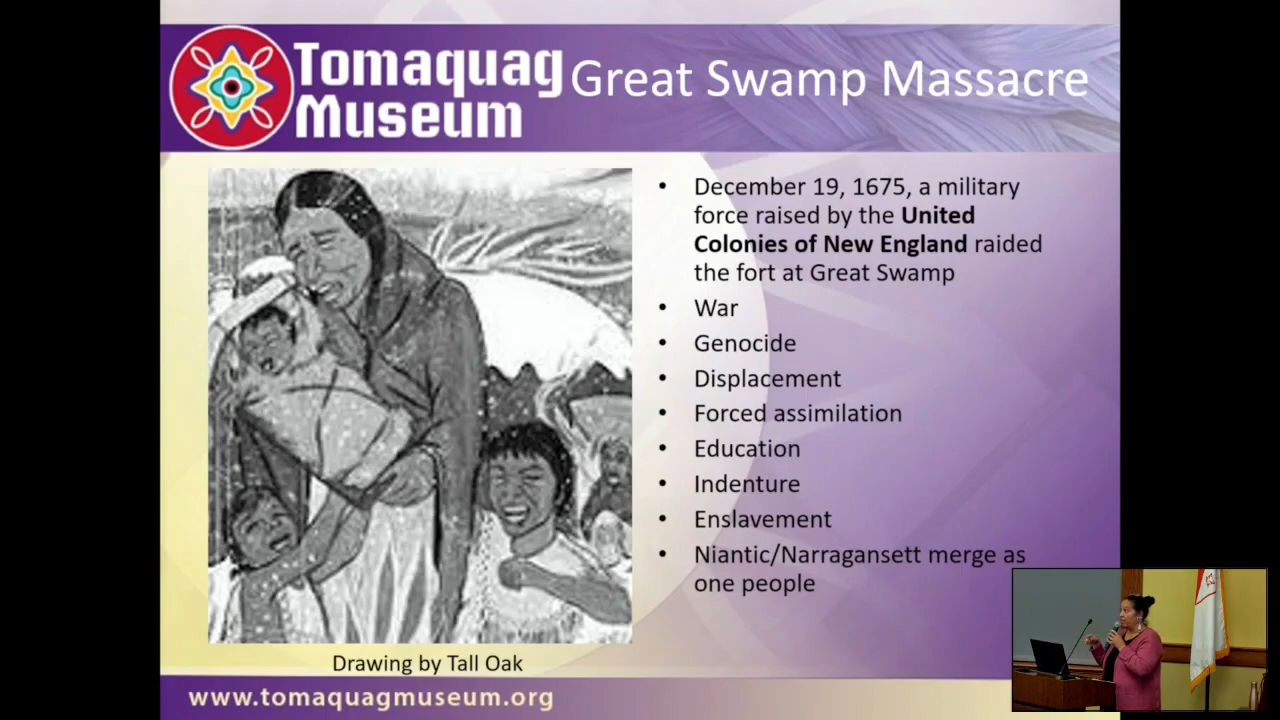 Tomaquag
Museum
Great Swamp Massacre
• December 19, 1675, a military
force raised by the United
Colonies of New England raided
the fort at Great Swamp
• War
• Genocide
• Displacement
• Forced assimilation
• Education
• Indenture
• Enslavement
• Niantic/Narragansett merge as
one people
Drawing by Tall Oak
www.tomaquagmuseum.org